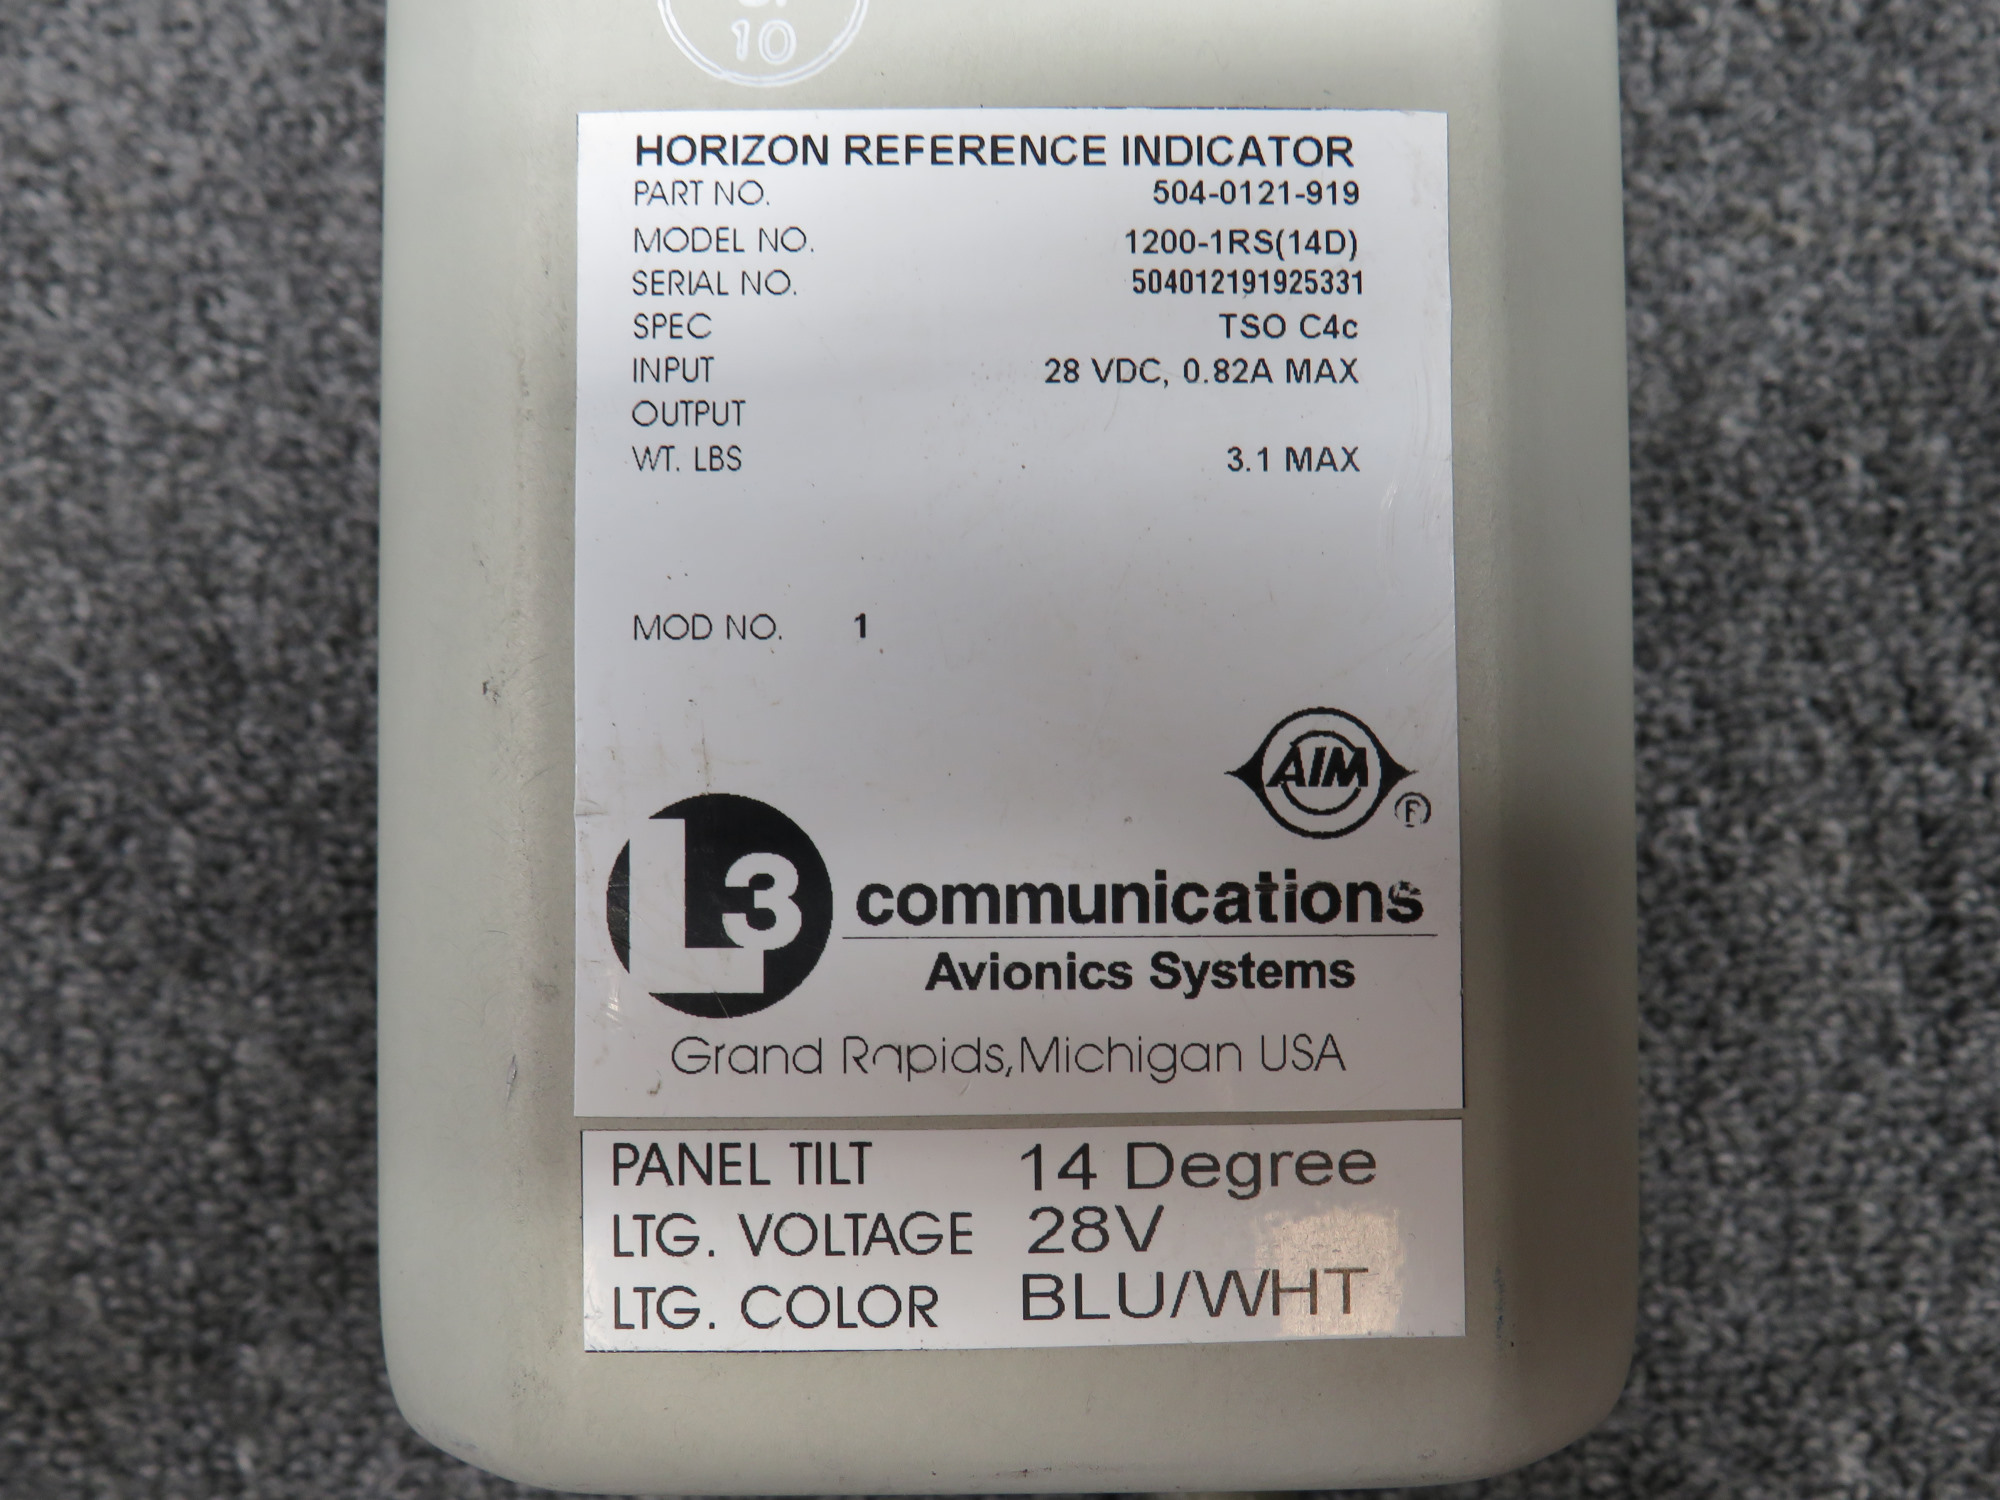 10
HORIZON REFERENCE INDICATOR
PART NO. 504-0121-919
MODEL NO. 1200-1RS(14D)
SERIAL NO. 504012191925331
SPEC TSO C4c
INPUT 28 VDC, 0.82A MAX
OUTPUT
WT. LBS 3.1 MAX
MOD NO. 1
AIM
®
L3 communications
Avionics Systems
Grand Rapids, Michigan USA
PANEL TILT 14 Degree
LTG. VOLTAGE 28V
LTG. COLOR BLU/WHT